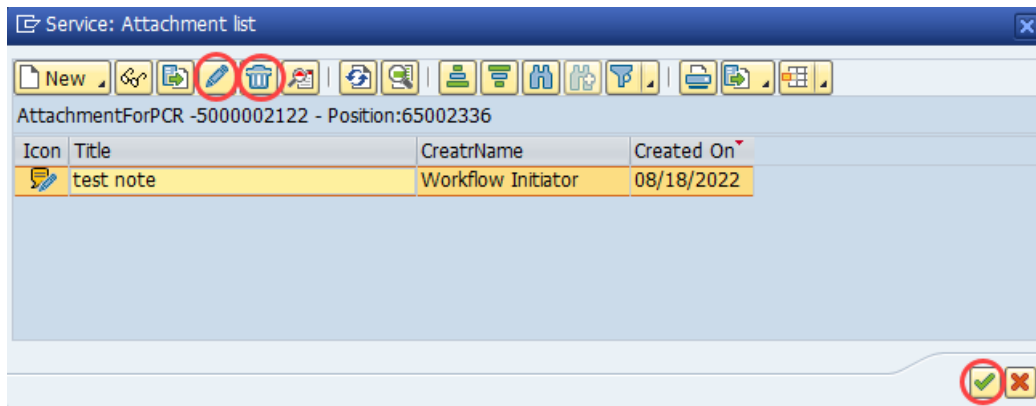 Service: Attachment list
New
AttachmentForPCR -5000002122 - Position:65002336
Icon Title CreatrName Created On
test note Workflow Initiator 08/18/2022